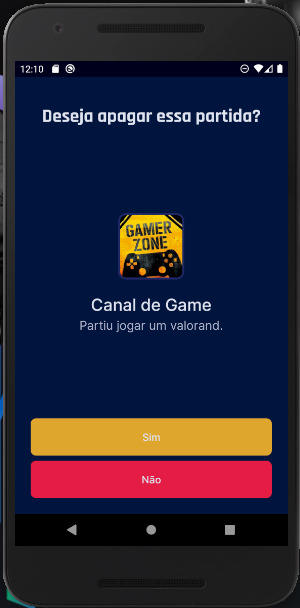 12:10
Deseja apagar essa partida?
GAMER
ZONE
Canal de Game
Partiu jogar um valorand.
Sim
Não